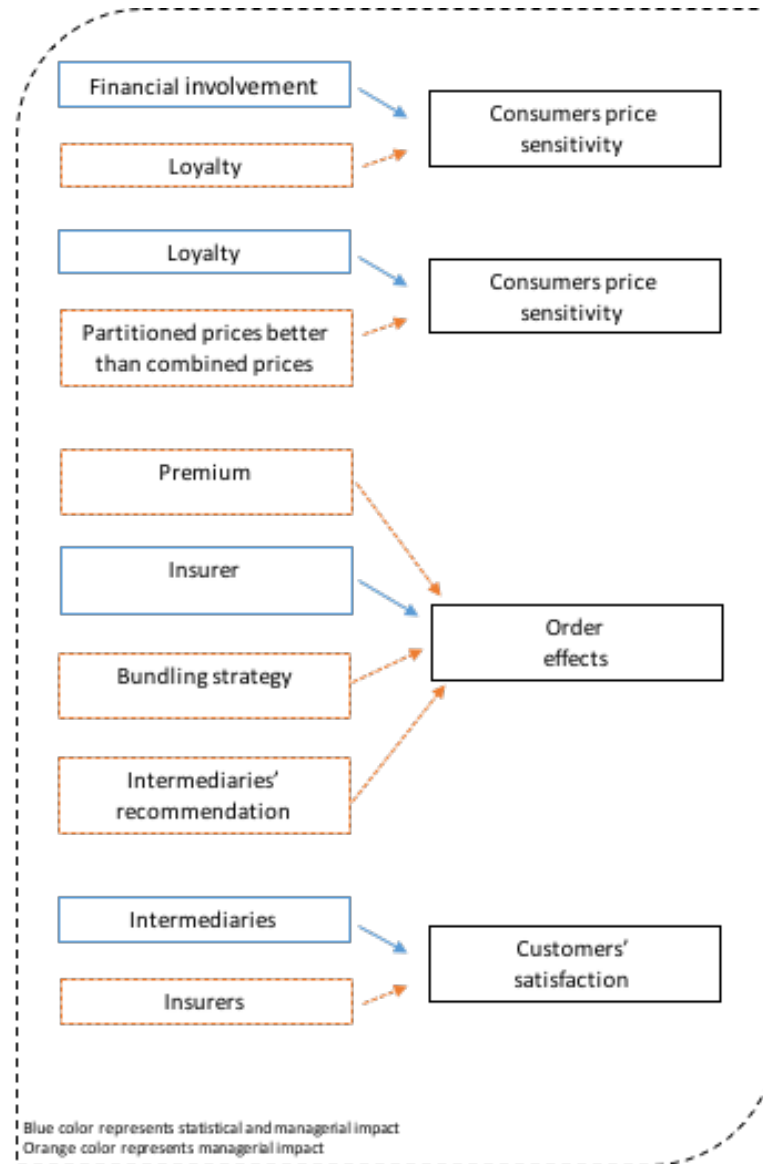 Financial involvement
Consumers price
sensitivity
Loyalty
Loyalty
Consumers price
sensitivity
Partitioned prices better
than combined prices
Premium
Insurer
Order
effects
Bundling strategy
Intermediaries’
recommendation
Intermediaries
Customers’
satisfaction
Insurers
Blue color represents statistical and managerial impact
Orange color represents managerial impact